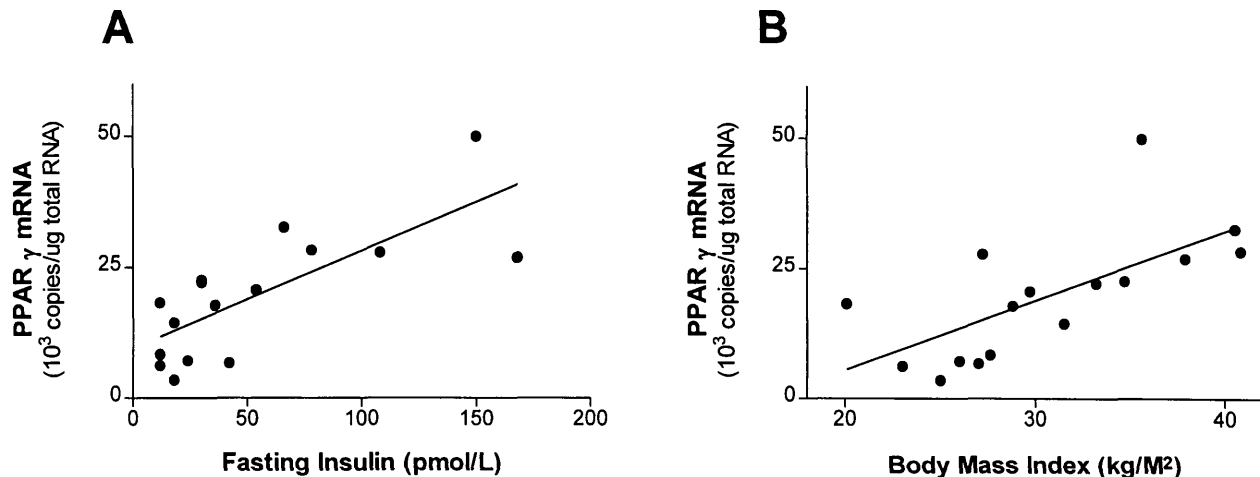 A
PPAR γ mRNA
(10³ copies/ug total RNA)
50
25
0
0 50 100 150 200
Fasting Insulin (pmol/L)
B
PPAR γ mRNA
(10³ copies/ug total RNA)
50
25
0
20 30 40
Body Mass Index (kg/M²)